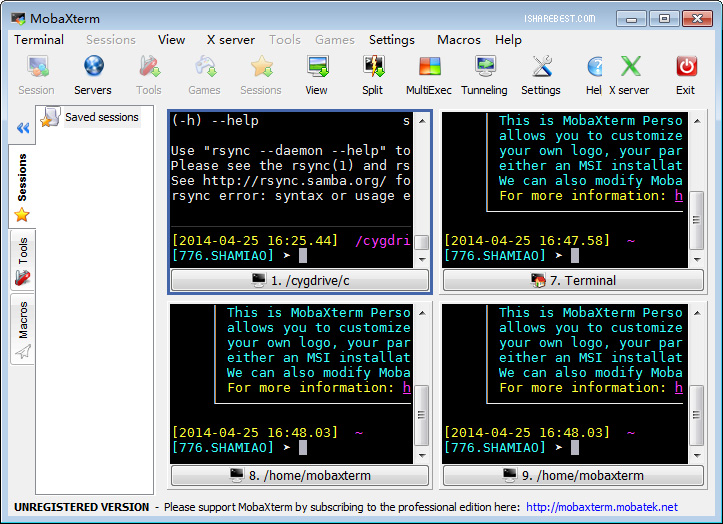 MobaXterm
ISHAREBEST.COM
Terminal Sessions View X server Tools Games Settings Macros Help
Session Servers Tools Games Sessions View Split MultiExec Tunneling Settings Hel X server Exit
Saved sessions
Sessions
Tools
Macros
(-h) --help s
Use "rsync --daemon --help" to
Please see the rsync(1) and rs
See http://rsync.samba.org/ fo
rsync error: syntax or usage e
[2014-04-25 16:25.44] /cygdri
[776.SHAMIAO] ➤
1. /cygdrive/c
This is MobaXterm Perso
allows you to customize
your own logo, your par
either an MSI installat
We can also modify Moba
For more information: h
[2014-04-25 16:47.58] ~
[776.SHAMIAO] ➤
7. Terminal
This is MobaXterm Perso
allows you to customize
your own logo, your par
either an MSI installat
We can also modify Moba
For more information: h
[2014-04-25 16:48.03] ~
[776.SHAMIAO] ➤
8. /home/mobaxterm
This is MobaXterm Perso
allows you to customize
your own logo, your par
either an MSI installat
We can also modify Moba
For more information: h
[2014-04-25 16:48.03] ~
[776.SHAMIAO] ➤
9. /home/mobaxterm
UNREGISTERED VERSION - Please support MobaXterm by subscribing to the professional edition here: http://mobaxterm.mobatek.net